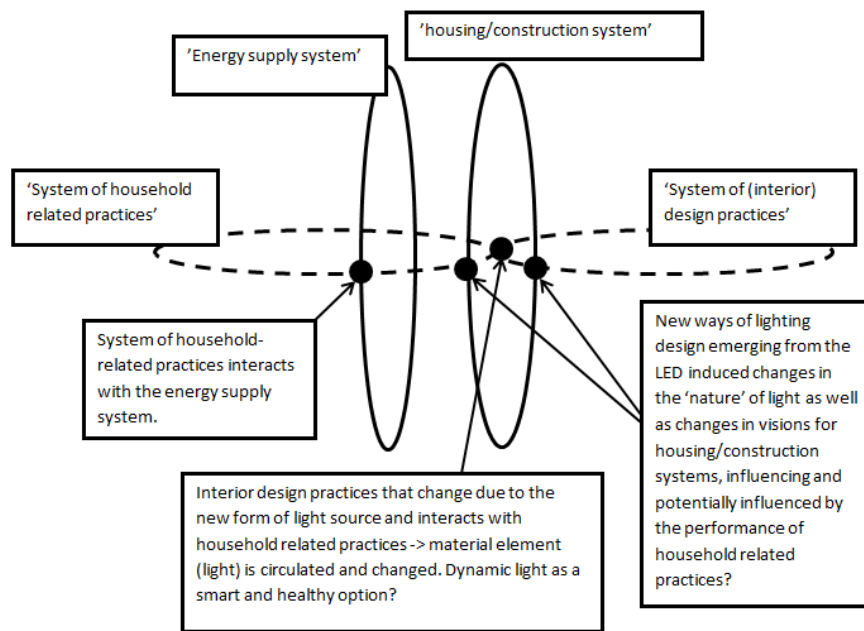 ’Energy supply system’
’housing/construction system’
‘System of household
related practices’
‘System of (interior)
design practices’
System of household-
related practices interacts
with the energy supply
system.
New ways of lighting
design emerging from the
LED induced changes in
the ‘nature’ of light as well
as changes in visions for
housing/construction
systems, influencing and
potentially influenced by
the performance of
household related
practices?
Interior design practices that change due to the
new form of light source and interacts with
household related practices -> material element
(light) is circulated and changed. Dynamic light as a
smart and healthy option?